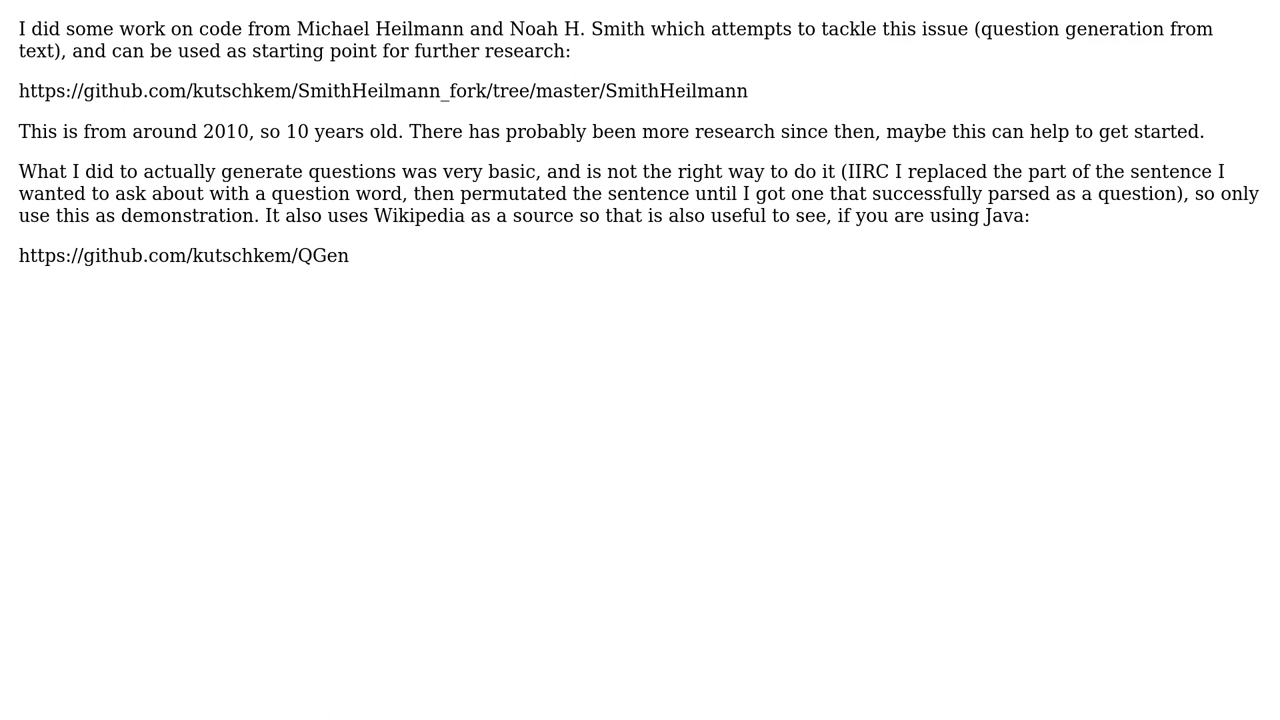 I did some work on code from Michael Heilmann and Noah H. Smith which attempts to tackle this issue (question generation from
text), and can be used as starting point for further research:
https://github.com/kutschkem/SmithHeilmann_fork/tree/master/SmithHeilmann
This is from around 2010, so 10 years old. There has probably been more research since then, maybe this can help to get started.
What I did to actually generate questions was very basic, and is not the right way to do it (IIRC I replaced the part of the sentence I
wanted to ask about with a question word, then permutated the sentence until I got one that successfully parsed as a question), so only
use this as demonstration. It also uses Wikipedia as a source so that is also useful to see, if you are using Java:
https://github.com/kutschkem/QGen